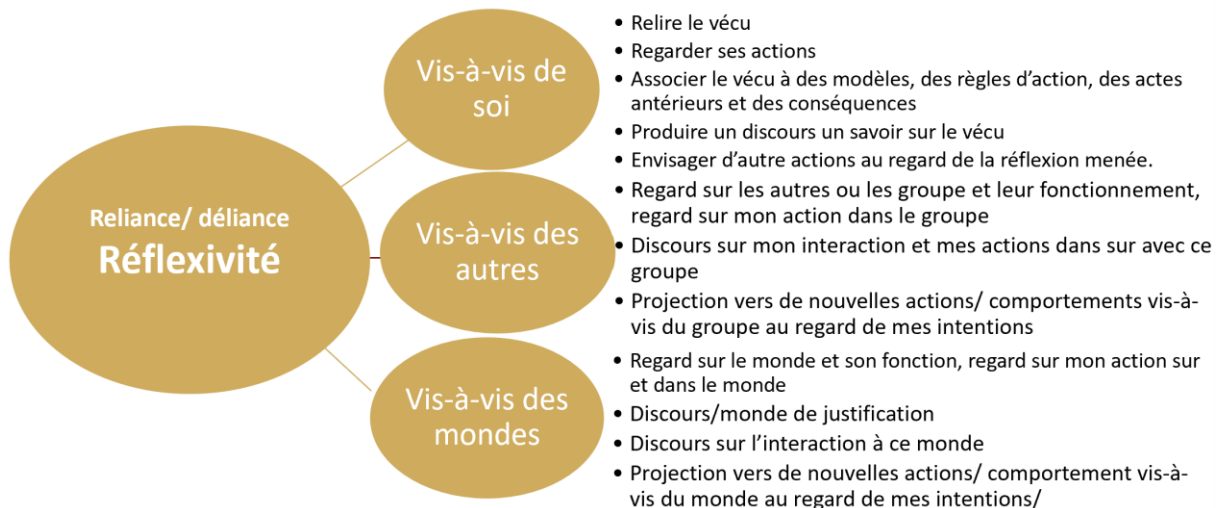 Reliance/ déliance
Réflexivité
Vis-à-vis de
soi
• Relire le vécu
• Regarder ses actions
• Associer le vécu à des modèles, des règles d'action, des actes
antérieurs et des conséquences
• Produire un discours un savoir sur le vécu
• Envisager d'autre actions au regard de la réflexion menée.
Vis-à-vis des
autres
• Regard sur les autres ou les groupe et leur fonctionnement,
regard sur mon action dans le groupe
• Discours sur mon interaction et mes actions dans sur avec ce
groupe
• Projection vers de nouvelles actions/ comportements vis-à-
vis du groupe au regard de mes intentions
Vis-à-vis des
mondes
• Regard sur le monde et son fonction, regard sur mon action sur
et dans le monde
• Discours/monde de justification
• Discours sur l'interaction à ce monde
• Projection vers de nouvelles actions/ comportement vis-à-
vis du monde au regard de mes intentions/